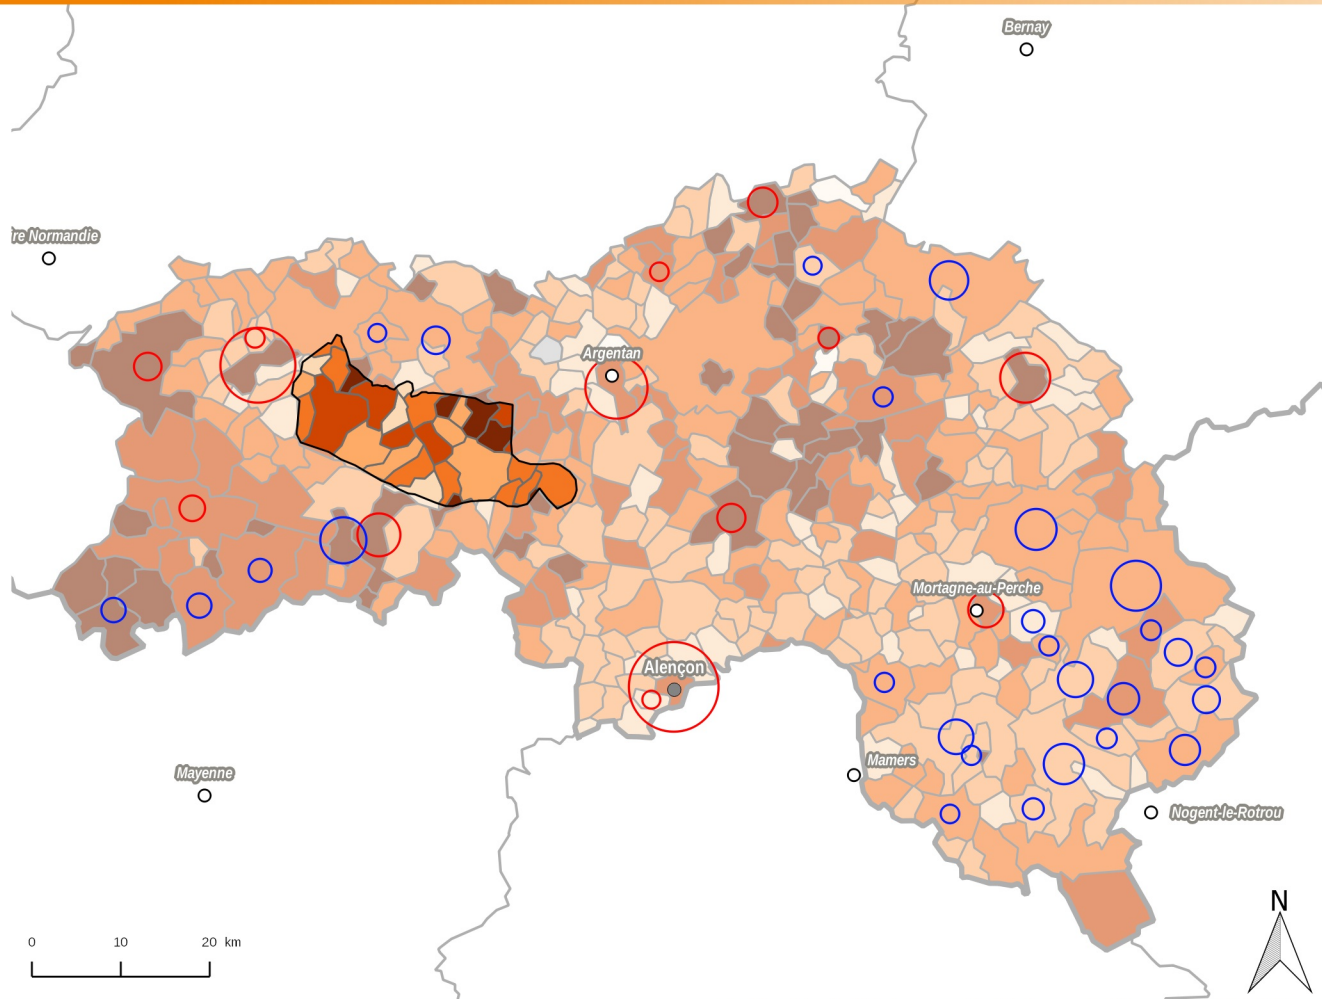 Bernay
re Normandie
Argentan
Mortagne-au-Perche
Alençon
Mamers
Mayenne
Nogent-le-Rotrou
N
0 10 20 km